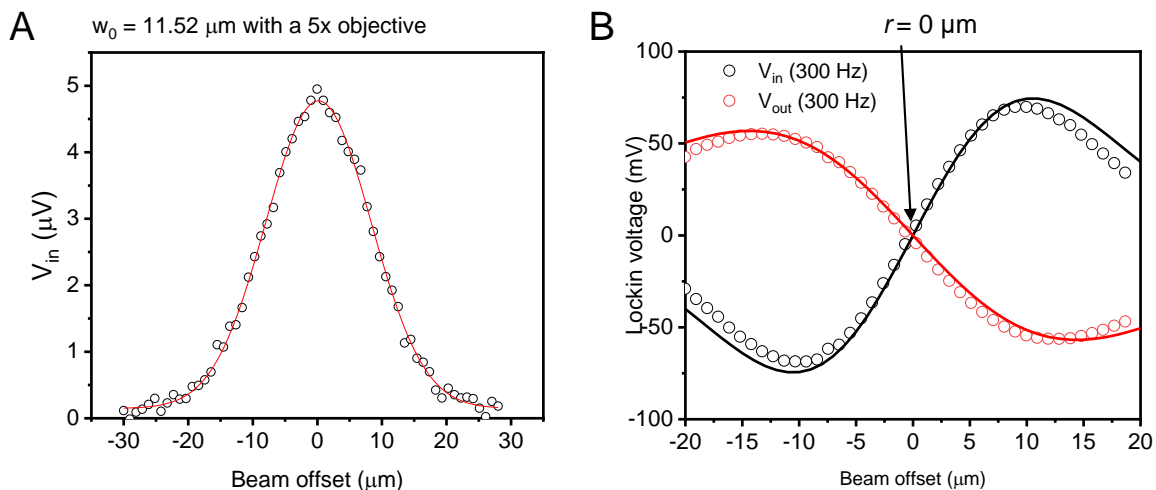 A
w0 = 11.52 μm with a 5x objective
5
4
3
2
1
0
Vin (μV)
-30 -20 -10 0 10 20 30
Beam offset (μm)
B
r = 0 μm
100
50
0
-50
-100
Lockin voltage (mV)
Vin (300 Hz)
Vout (300 Hz)
-20 -15 -10 -5 0 5 10 15 20
Beam offset (μm)